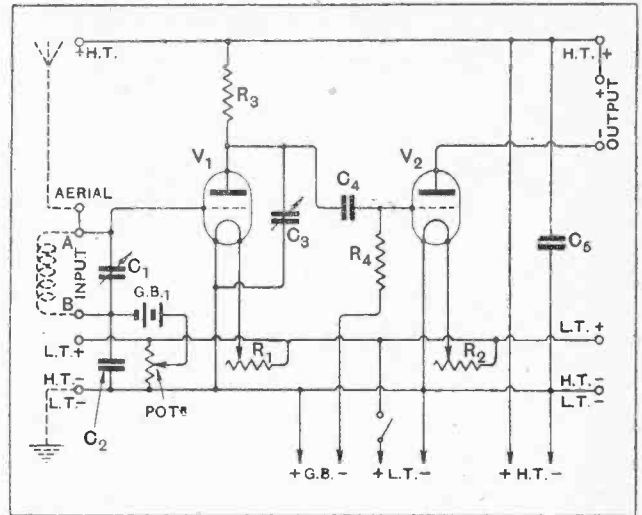 + H.T.
H.T. +
R3
+
OUTPUT
-
V1
V2
C4
AERIAL
A
INPUT
C1
C3
R4
C5
B
G.B.1
L.T.+
R1
R2
L.T. +
H.T.-
L.T.-
POTR
H.T. -
L.T. -
C2
+ G.B. -
+ L.T. -
+ H.T. -